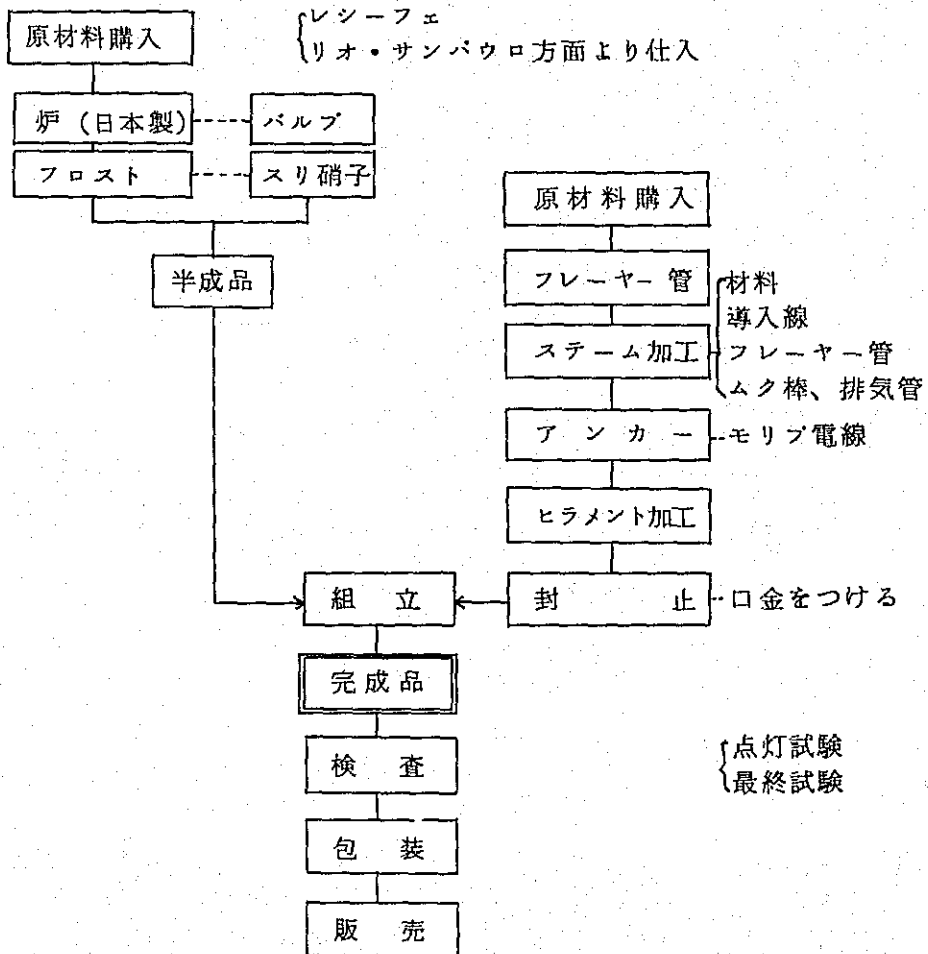 原材料購入
レシーフェ
リオ・サンパウロ方面より仕入
炉(日本製)
バルブ
フロスト
スリ硝子
半成品
原材料購入
フレーヤー管
材料
導入線
ステーム加工
フレーヤー管
ムク棒、排気管
アンカー
モリブ電線
ヒラメント加工
封止
口金をつける
組立
完成品
検査
点灯試験
最終試験
包装
販売